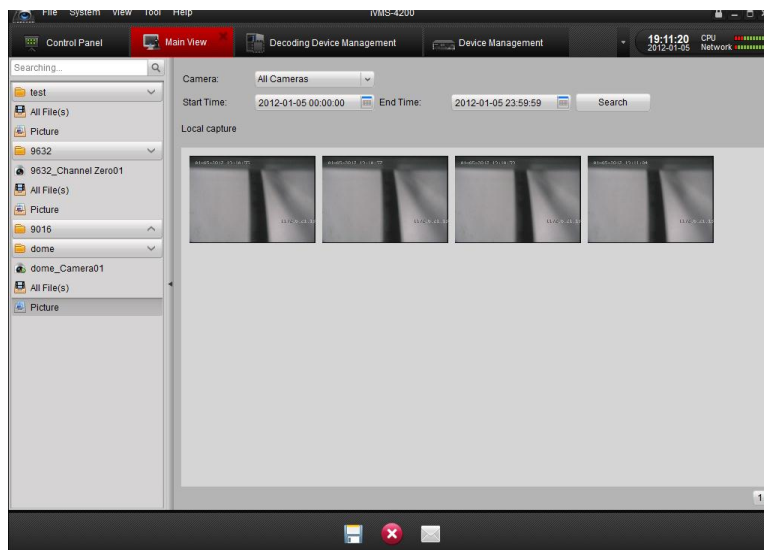 File System View Tool Help
iVMS-4200
Control Panel
Main View
Decoding Device Management
Device Management
19:11:20
2012-01-05
CPU
Network
Searching...
test
All File(s)
Picture
9632
9632_Channel Zero01
All File(s)
Picture
9016
dome
dome_Camera01
All File(s)
Picture
Camera: All Cameras
Start Time: 2012-01-05 00:00:00 End Time: 2012-01-05 23:59:59 Search
Local capture
1